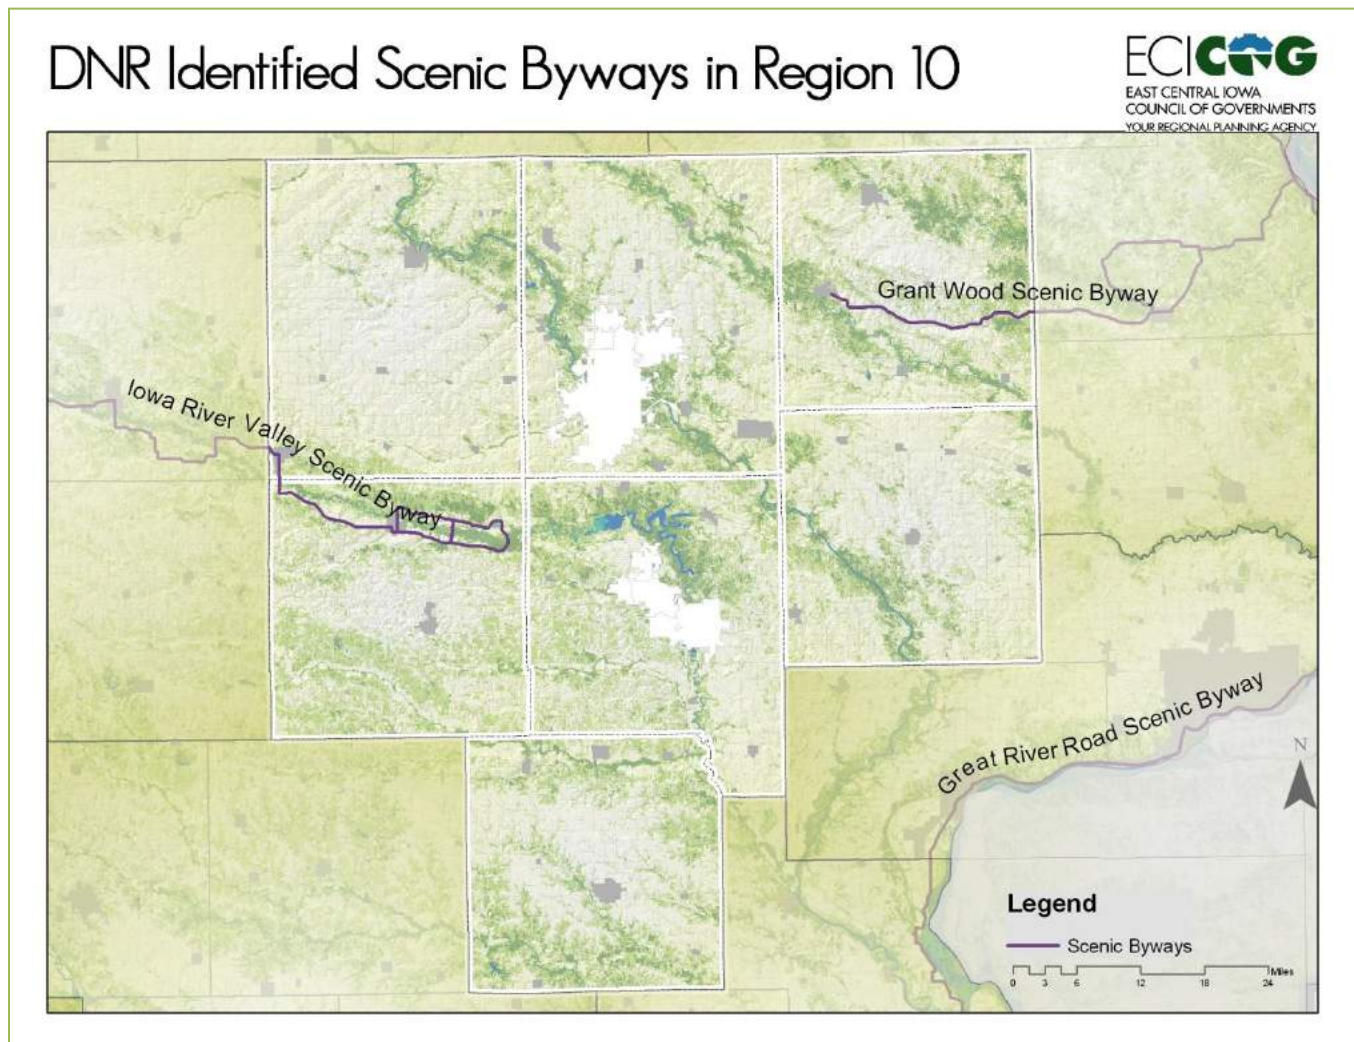 DNR Identified Scenic Byways in Region 10
ECICOG
EAST CENTRAL IOWA
COUNCIL OF GOVERNMENTS
YOUR REGIONAL PLANNING AGENCY
Grant Wood Scenic Byway
Iowa River Valley Scenic Byway
Great River Road Scenic Byway
N
Legend
Scenic Byways
Miles
0 3 6 12 18 24